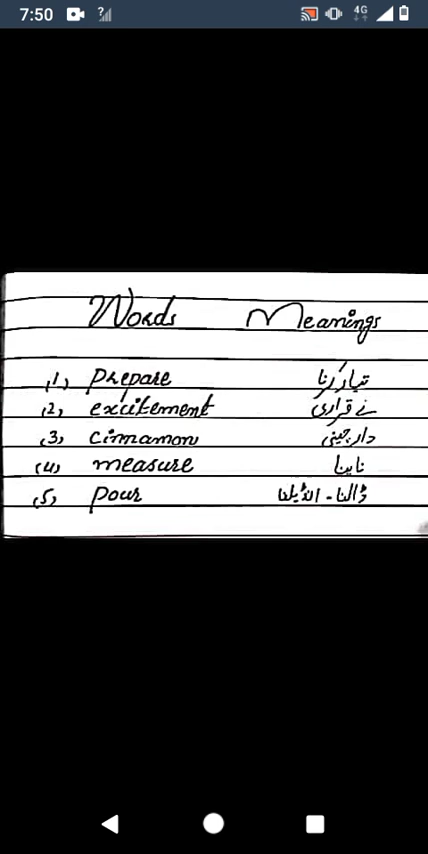 7:50 4G
Words Meanings
(1) prepare تیار کرنا
(2) excitement بے قراری
(3) cinnamon دار چینی
(4) measure ناپنا
(5) pour ڈالنا - انڈیلنا